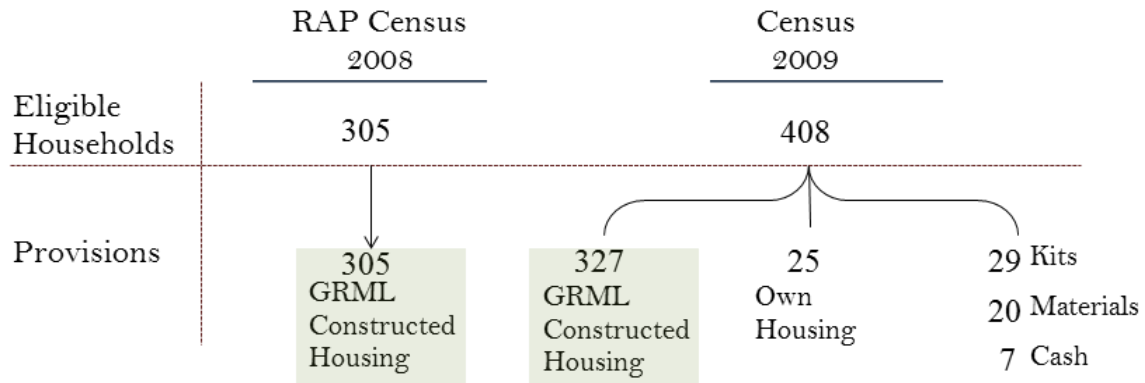 RAP Census
2008
Census
2009
Eligible
Households
305
408
Provisions
305
GRML
Constructed
Housing
327
GRML
Constructed
Housing
25
Own
Housing
29 Kits
20 Materials
7 Cash